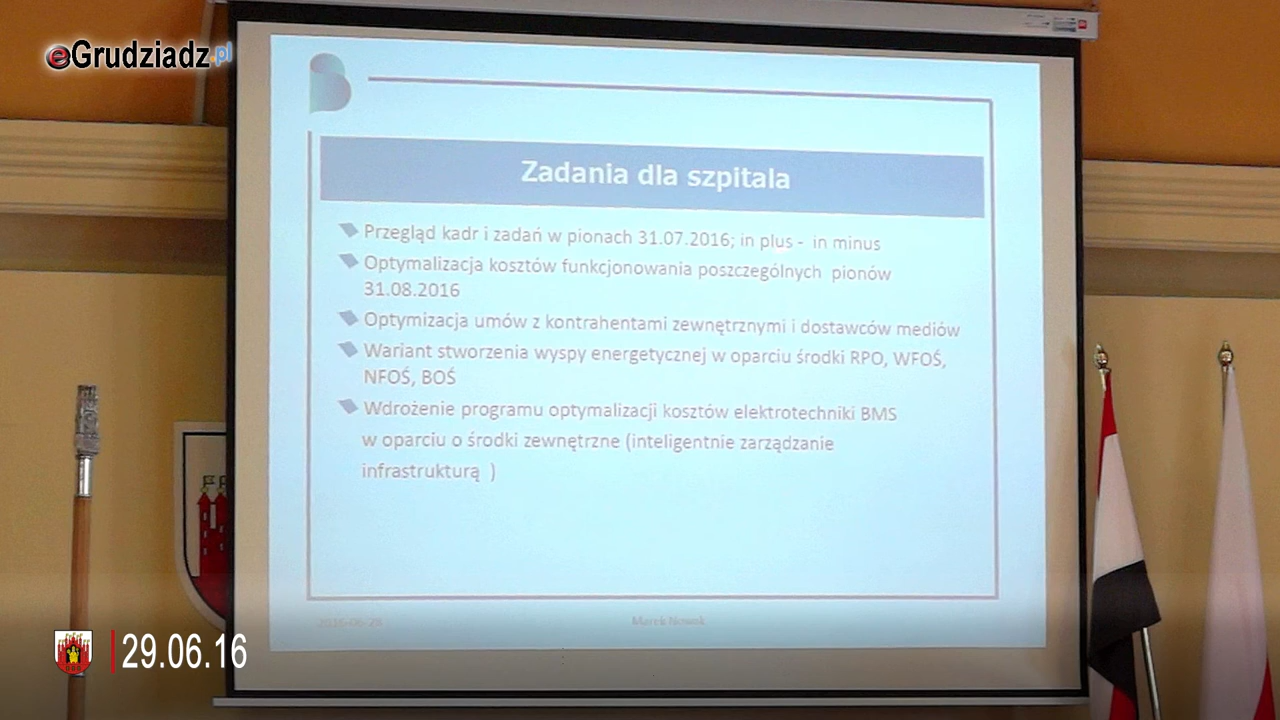 eGrudziadz.pl
Zadania dla szpitala
Przegląd kadr i zadań w pionach 31.07.2016; in plus - in minus
Optymalizacja kosztów funkcjonowania poszczególnych pionów
31.08.2016
Optymizacja umów z kontrahentami zewnętrznymi i dostawców mediów
Wariant stworzenia wyspy energetycznej w oparciu środki RPO, WFOŚ,
NFOŚ, BOŚ
Wdrożenie programu optymalizacji kosztów elektrotechniki BMS
w oparciu o środki zewnętrzne (inteligentnie zarządzanie
infrastrukturą )
Marek Nowak
29.06.16